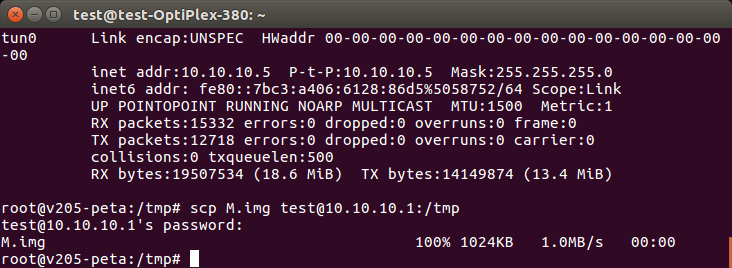 test@test-OptiPlex-380: ~
tun0      Link encap:UNSPEC  HWaddr 00-00-00-00-00-00-00-00-00-00-00-00-00-00-00
-00
          inet addr:10.10.10.5  P-t-P:10.10.10.5  Mask:255.255.255.0
          inet6 addr: fe80::7bc3:a406:6128:86d5%5058752/64 Scope:Link
          UP POINTOPOINT RUNNING NOARP MULTICAST  MTU:1500  Metric:1
          RX packets:15332 errors:0 dropped:0 overruns:0 frame:0
          TX packets:12718 errors:0 dropped:0 overruns:0 carrier:0
          collisions:0 txqueuelen:500
          RX bytes:19507534 (18.6 MiB)  TX bytes:14149874 (13.4 MiB)
root@v205-peta:/tmp# scp M.img test@10.10.10.1:/tmp
test@10.10.10.1's password:
M.img                                         100% 1024KB   1.0MB/s   00:00
root@v205-peta:/tmp#